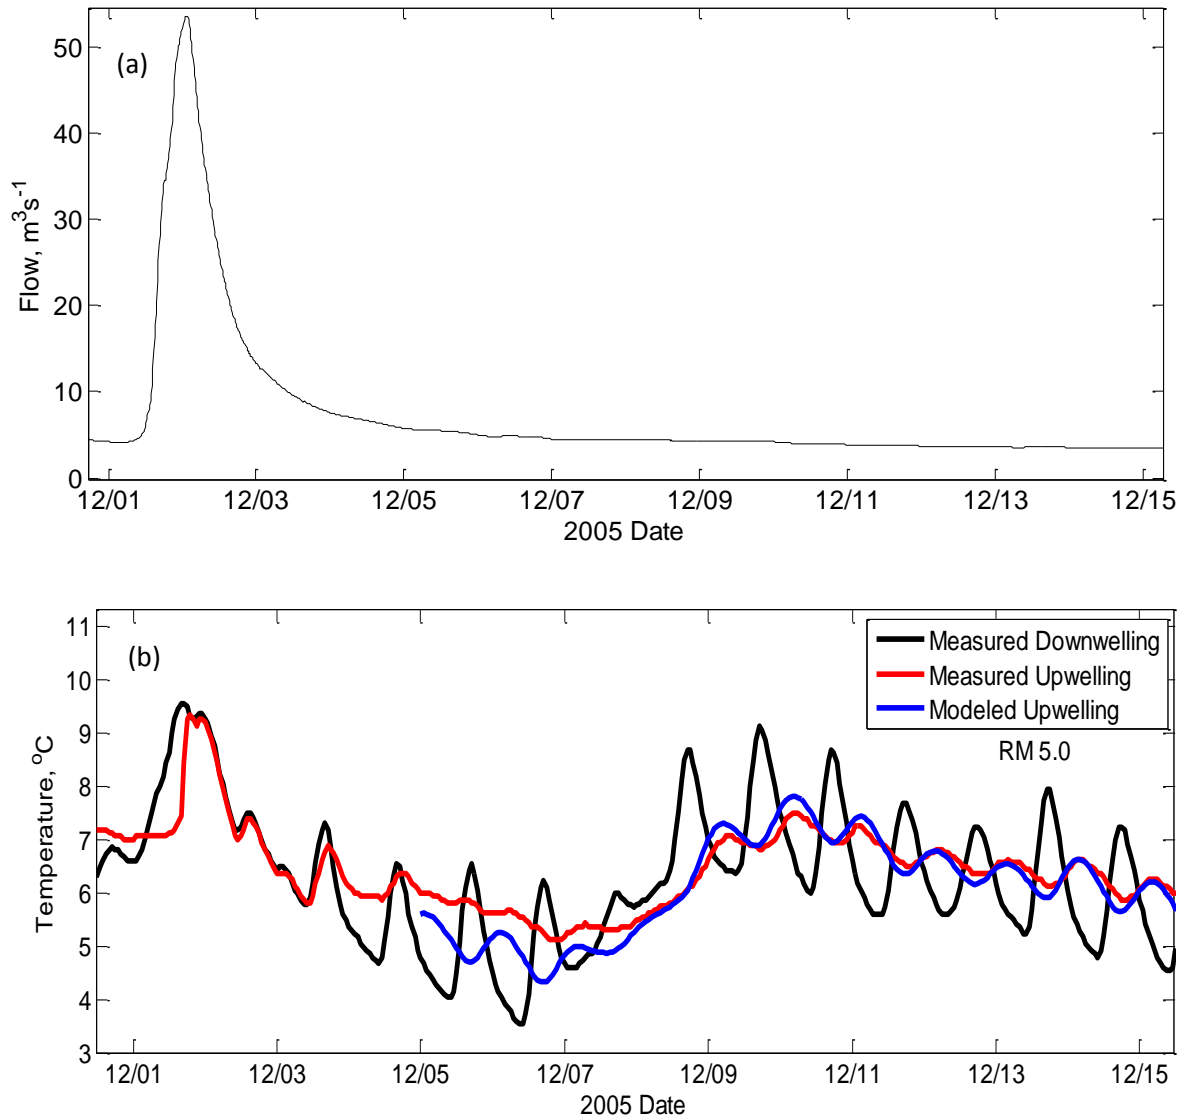 (a)
50
40
30
20
10
0
Flow, m³s⁻¹
12/01 12/03 12/05 12/07 12/09 12/11 12/13 12/15
2005 Date
(b)
11
10
9
8
7
6
5
4
3
Temperature, ºC
Measured Downwelling
Measured Upwelling
Modeled Upwelling
RM 5.0
12/01 12/03 12/05 12/07 12/09 12/11 12/13 12/15
2005 Date